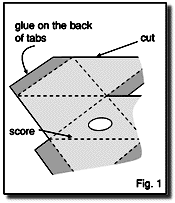 glue on the back
of tabs
cut
score
Fig. 1